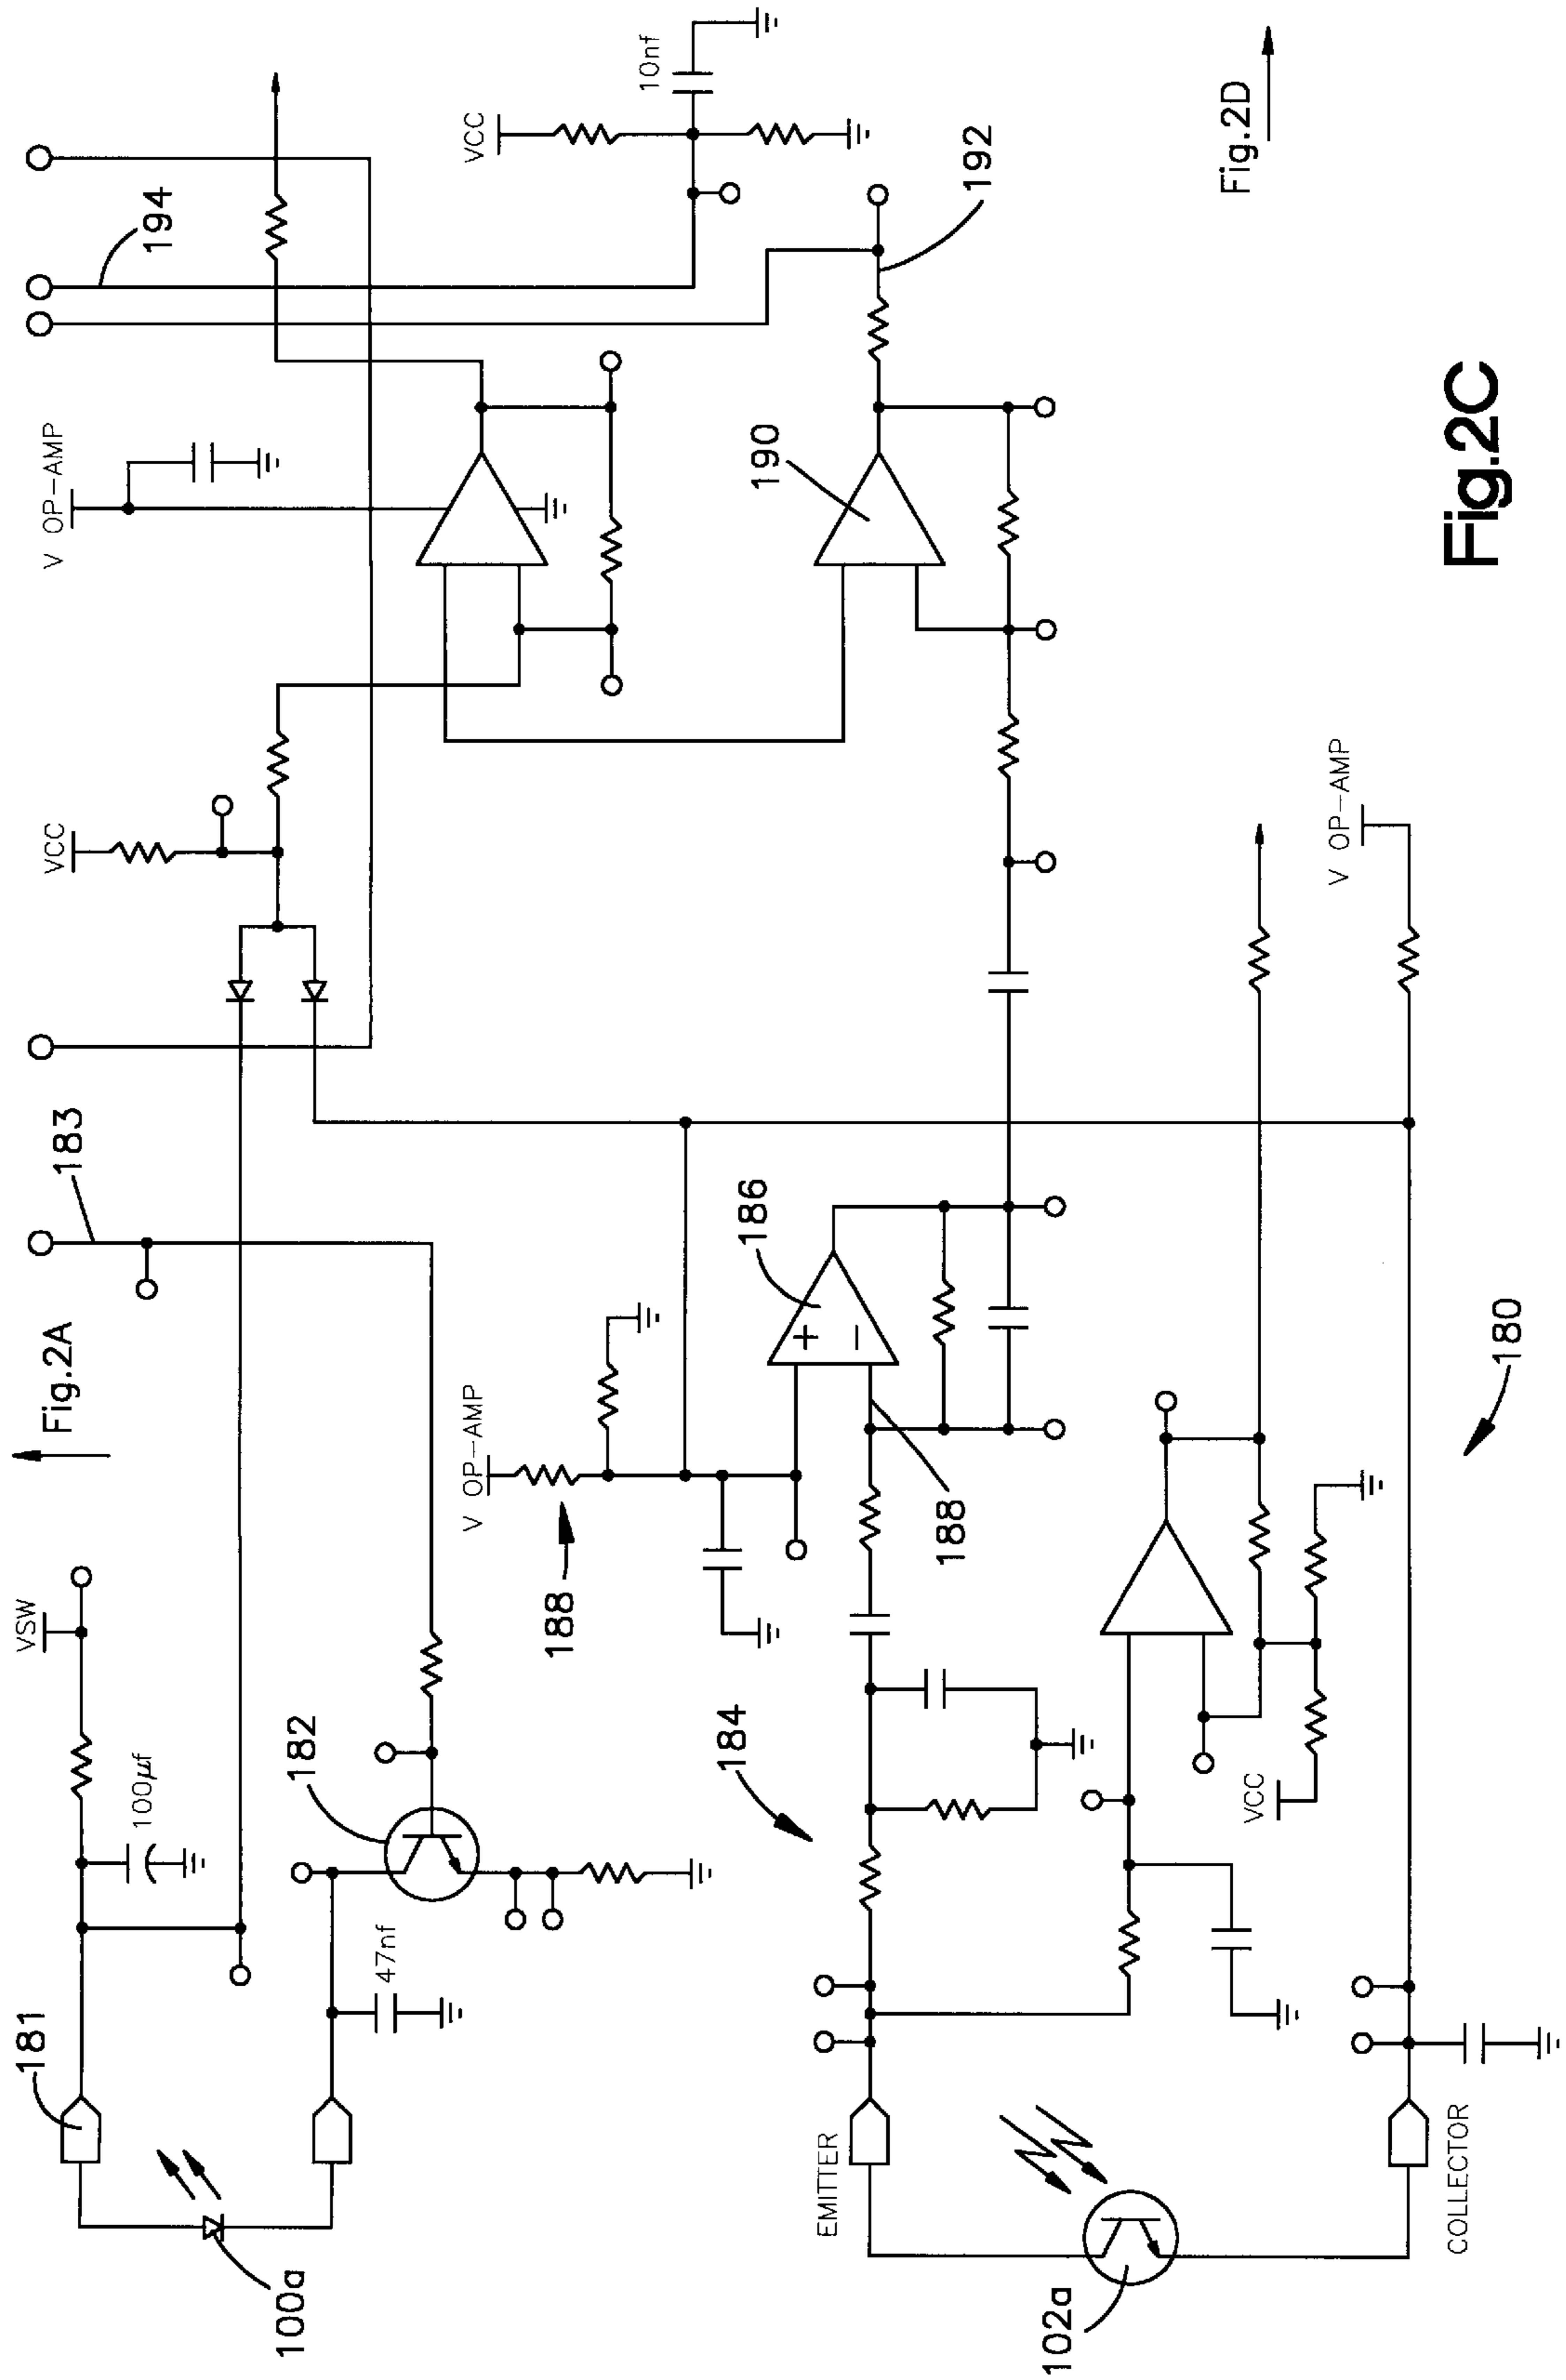 Fig.2A
183
194
VCC
V OP-AMP
VSW
181
100µf
182
47nf
100a
VCC
10nf
V OP-AMP
188
186
190
192
184
188
EMITTER
102a
VCC
V OP-AMP
COLLECTOR
180
Fig.2D
Fig.2C